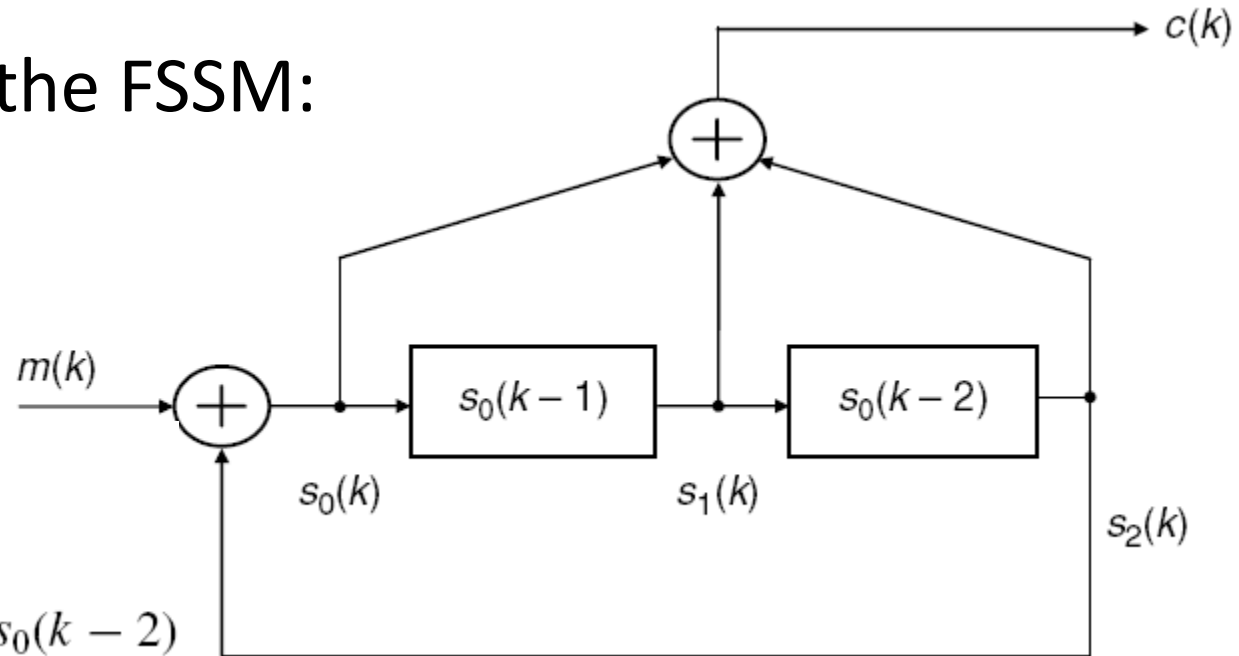 c(k)
the FSSM:
+
m(k)
+
s₀(k − 1)
s₀(k − 2)
s₀(k)
s₁(k)
s₂(k)
s₀(k − 2)